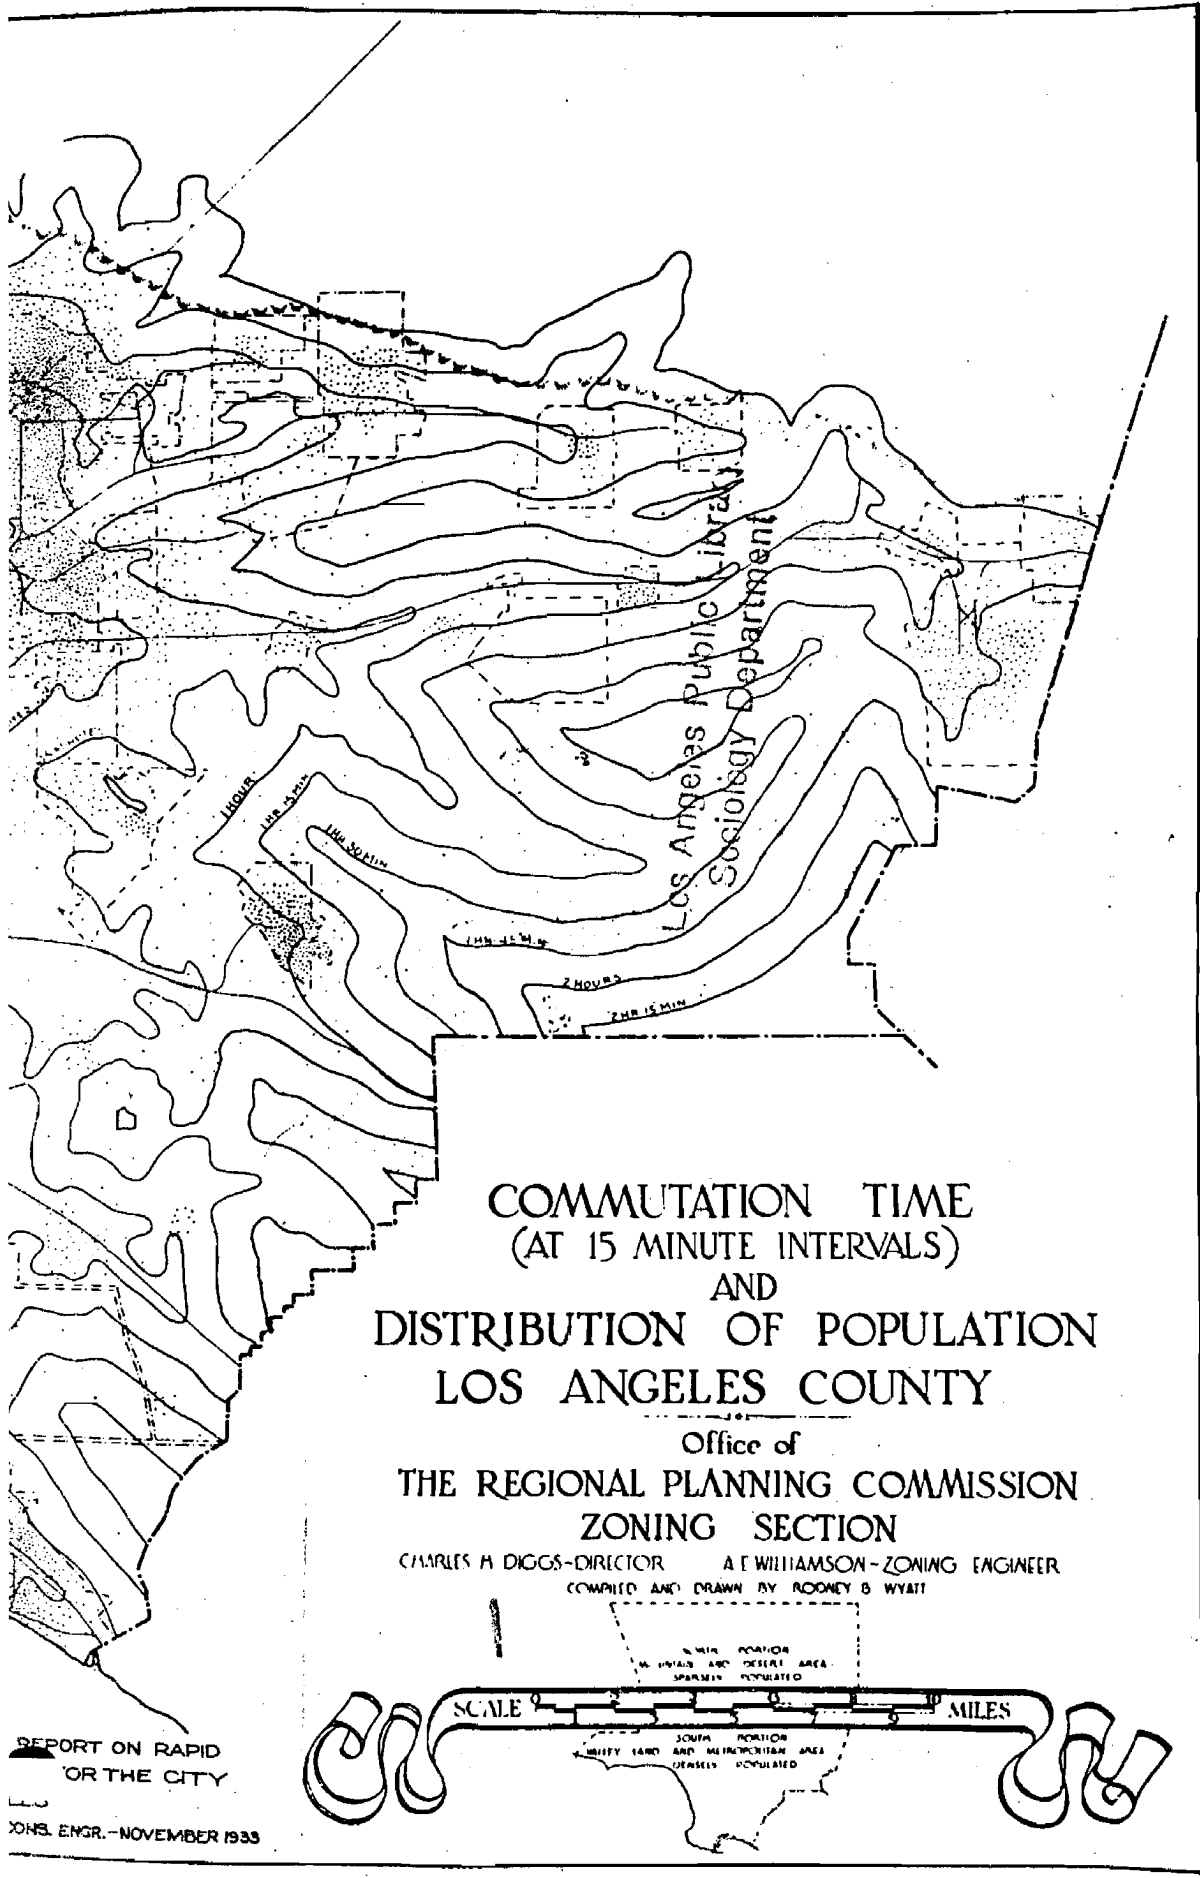 1 HOUR
1 HR 15 MIN
1 HR 30 MIN
2 HOURS
2 HR 15 MIN
Los Angeles Public Library
Sociology Department
COMMUTATION TIME
(AT 15 MINUTE INTERVALS)
AND
DISTRIBUTION OF POPULATION
LOS ANGELES COUNTY
Office of
THE REGIONAL PLANNING COMMISSION
ZONING SECTION
CHARLES H DIGGS-DIRECTOR A E WILLIAMSON-ZONING ENGINEER
COMPILED AND DRAWN BY RODNEY B WYATT
NORTH PORTION
MOUNTAIN AND DESERT AREA
SPARSELY POPULATED
SCALE MILES
SOUTH PORTION
VALLEY LAND AND METROPOLITAN AREA
DENSELY POPULATED
REPORT ON RAPID
OR THE CITY
CONS. ENGR.-NOVEMBER 1933